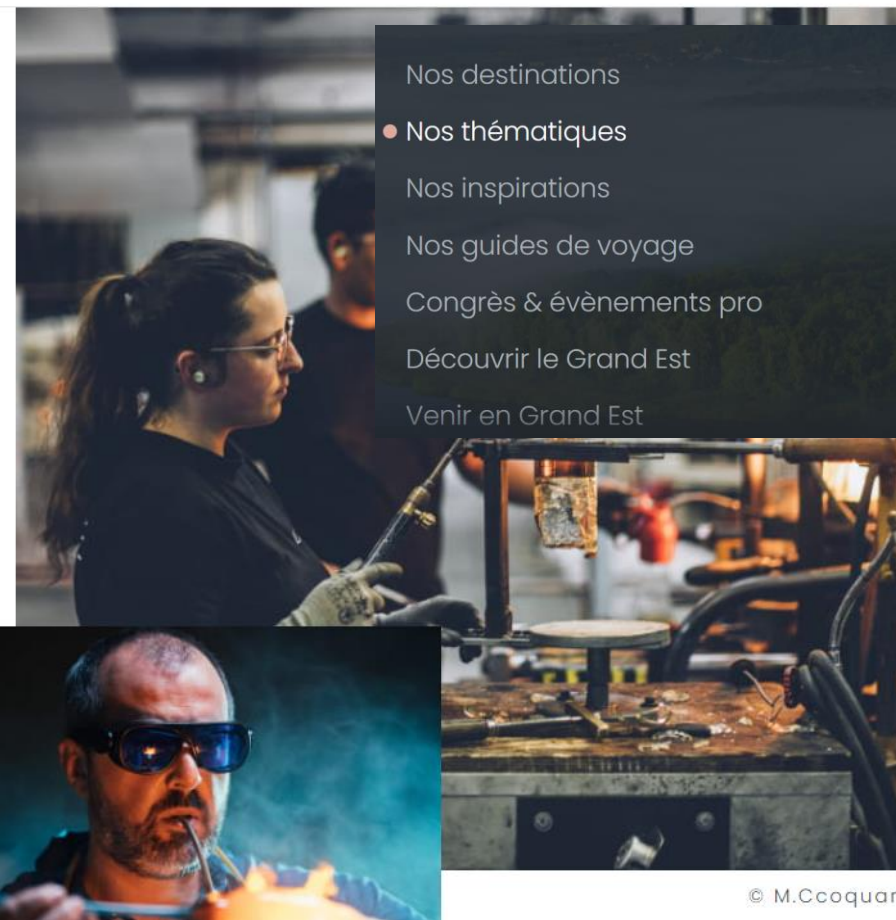 Nos destinations
Nos thématiques
Nos inspirations
Nos guides de voyage
Congrès & évènements pro
Découvrir le Grand Est
Venir en Grand Est
© M.Ccoquar